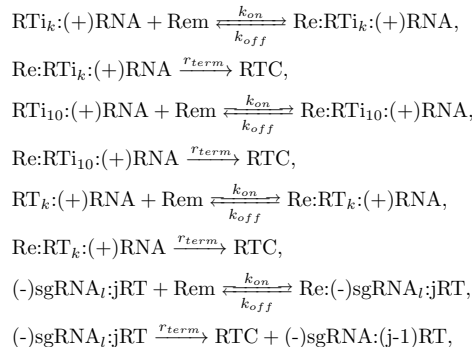 RTi_k:(+)RNA + Rem ⇌[k_on][k_off] Re:RTi_k:(+)RNA,
Re:RTi_k:(+)RNA →[r_term] RTC,
RTi_10:(+)RNA + Rem ⇌[k_on][k_off] Re:RTi_10:(+)RNA,
Re:RTi_10:(+)RNA →[r_term] RTC,
RT_k:(+)RNA + Rem ⇌[k_on][k_off] Re:RT_k:(+)RNA,
Re:RT_k:(+)RNA →[r_term] RTC,
(-)sgRNA_l:jRT + Rem ⇌[k_on][k_off] Re:(-)sgRNA_l:jRT,
(-)sgRNA_l:jRT →[r_term] RTC + (-)sgRNA:(j-1)RT,